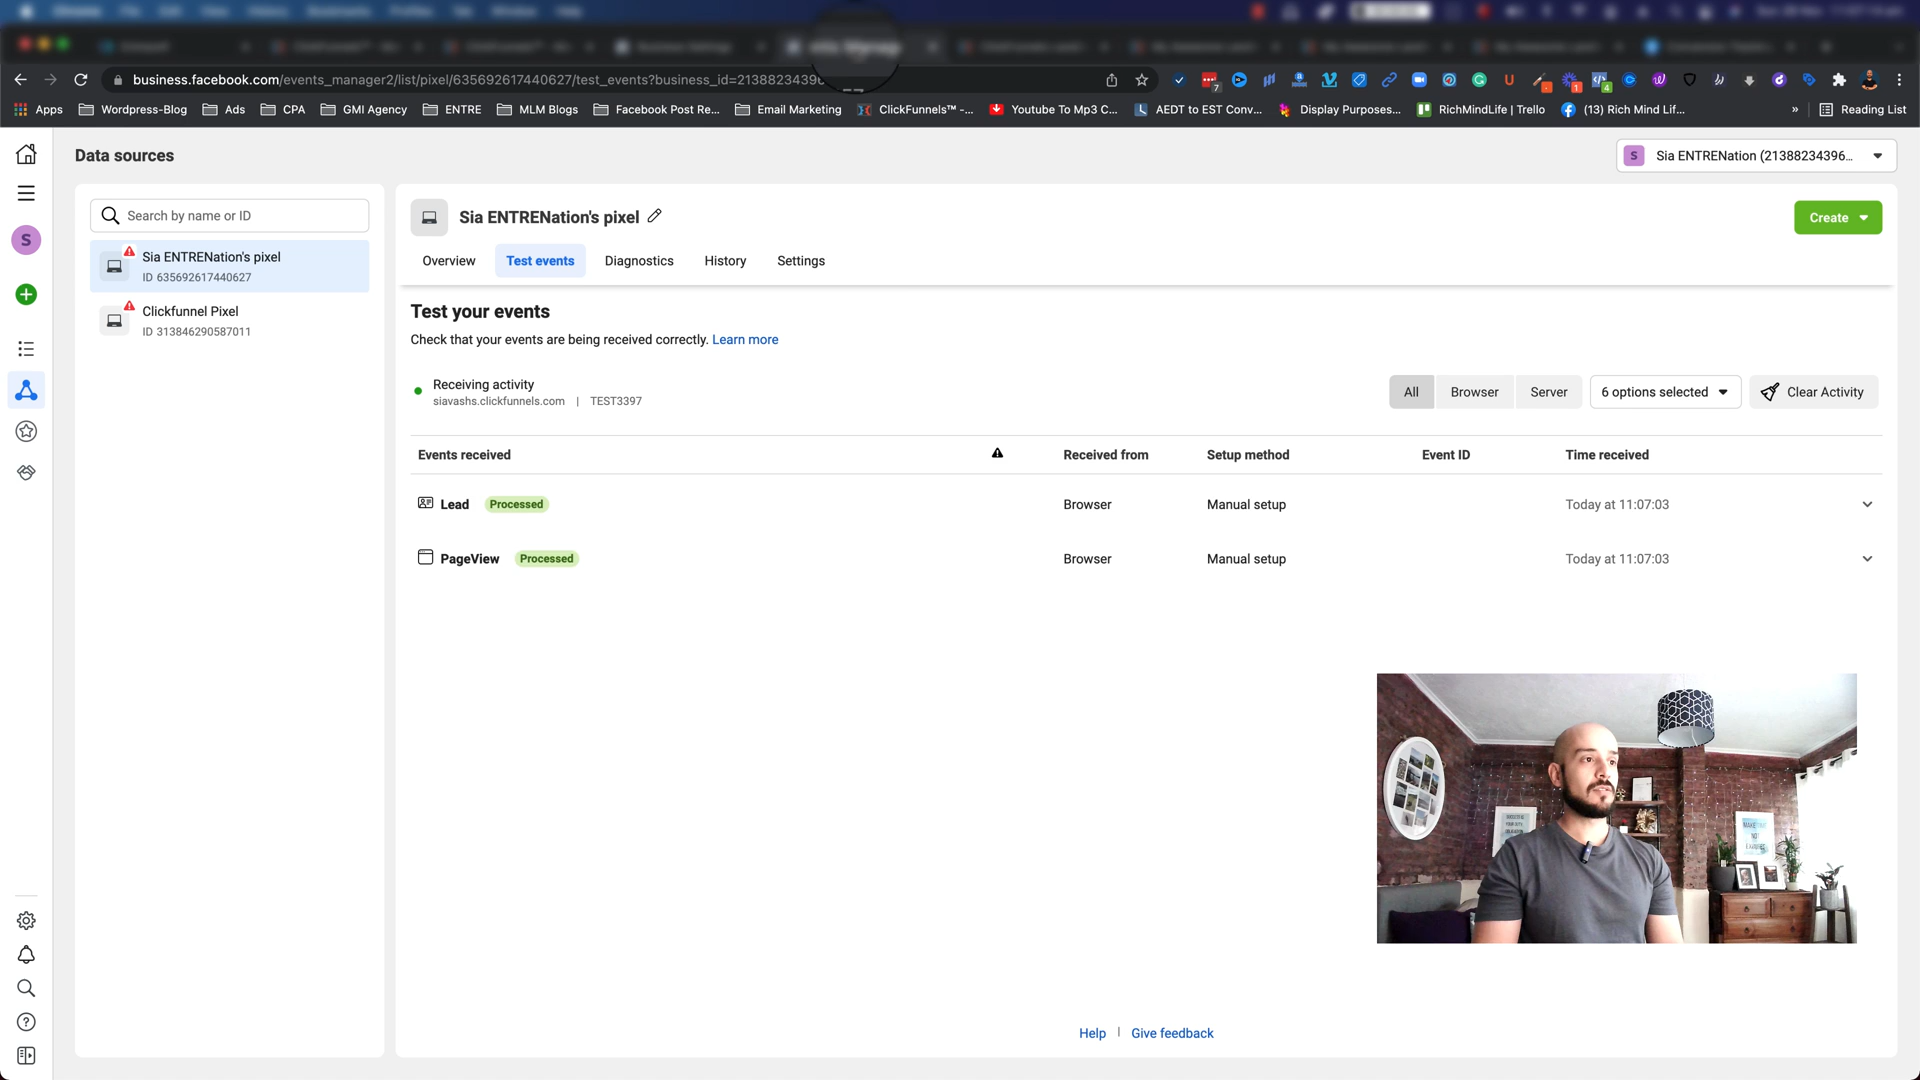 business.facebook.com/events_manager2/list/pixel/635692617440627/test_events?business_id=21388234396
Apps
Wordpress-Blog
Ads
CPA
GMI Agency
ENTRE
MLM Blogs
Facebook Post Re...
Email Marketing
ClickFunnels™ -...
Youtube To Mp3 C...
AEDT to EST Conv...
Display Purposes...
RichMindLife | Trello
(13) Rich Mind Lif...
»
Reading List
Data sources
S Sia ENTRENation (21388234396...
Search by name or ID
S
Sia ENTRENation's pixel
ID 635692617440627
Clickfunnel Pixel
ID 313846290587011
Sia ENTRENation's pixel
Create
Overview
Test events
Diagnostics
History
Settings
Test your events
Check that your events are being received correctly. Learn more
Receiving activity
siavashs.clickfunnels.com | TEST3397
All
Browser
Server
6 options selected
Clear Activity
Events received
Received from
Setup method
Event ID
Time received
Lead Processed
Browser
Manual setup
Today at 11:07:03
PageView Processed
Browser
Manual setup
Today at 11:07:03
Help | Give feedback